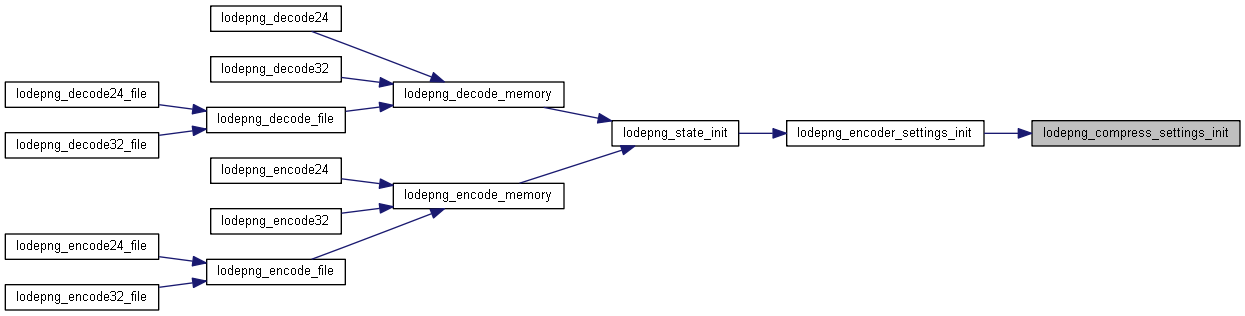 lodepng_decode24
lodepng_decode32
lodepng_decode24_file
lodepng_decode_file
lodepng_decode32_file
lodepng_decode_memory
lodepng_state_init
lodepng_encoder_settings_init
lodepng_compress_settings_init
lodepng_encode24
lodepng_encode32
lodepng_encode_memory
lodepng_encode24_file
lodepng_encode_file
lodepng_encode32_file